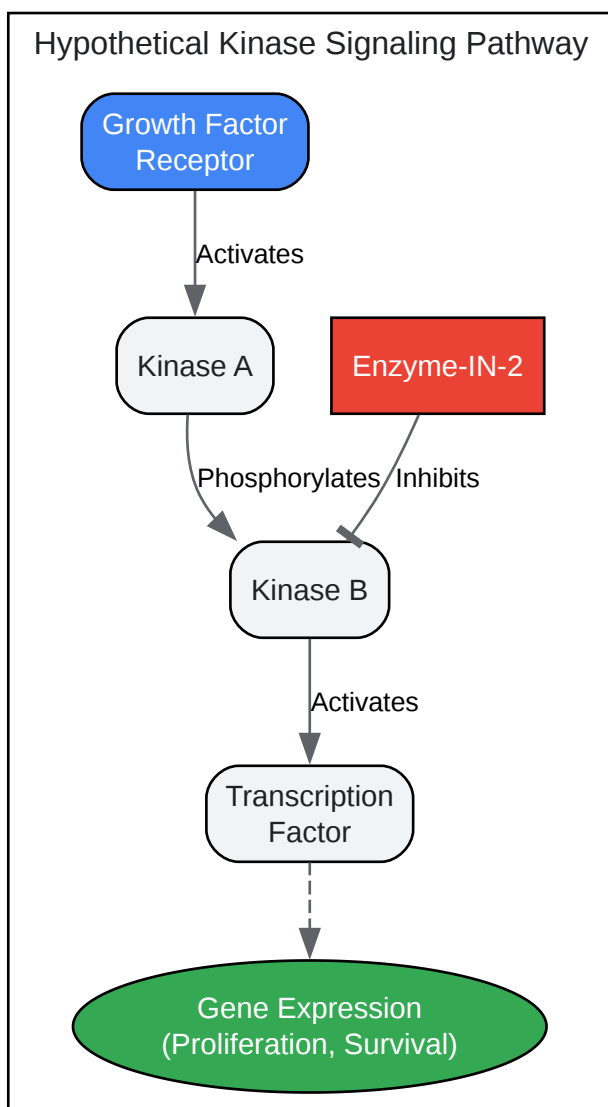 Hypothetical Kinase Signaling Pathway
Growth Factor
Receptor
Activates
Kinase A
Enzyme-IN-2
Phosphorylates
Inhibits
Kinase B
Activates
Transcription
Factor
Gene Expression
(Proliferation, Survival)